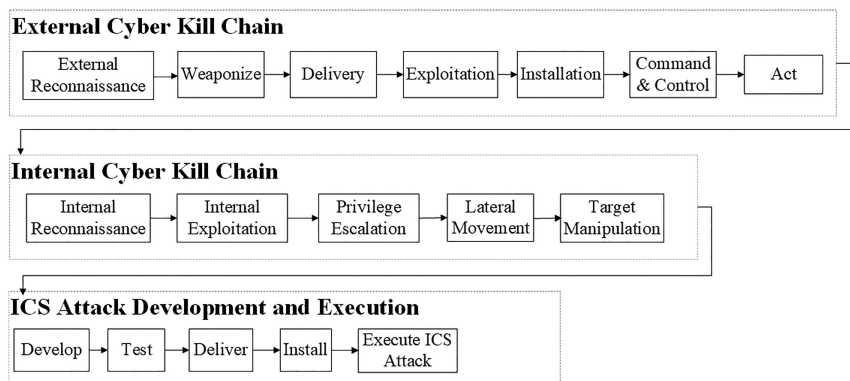 External Cyber Kill Chain
External
Reconnaissance
Weaponize
Delivery
Exploitation
Installation
Command
& Control
Act
Internal Cyber Kill Chain
Internal
Reconnaissance
Internal
Exploitation
Privilege
Escalation
Lateral
Movement
Target
Manipulation
ICS Attack Development and Execution
Develop
Test
Deliver
Install
Execute ICS
Attack